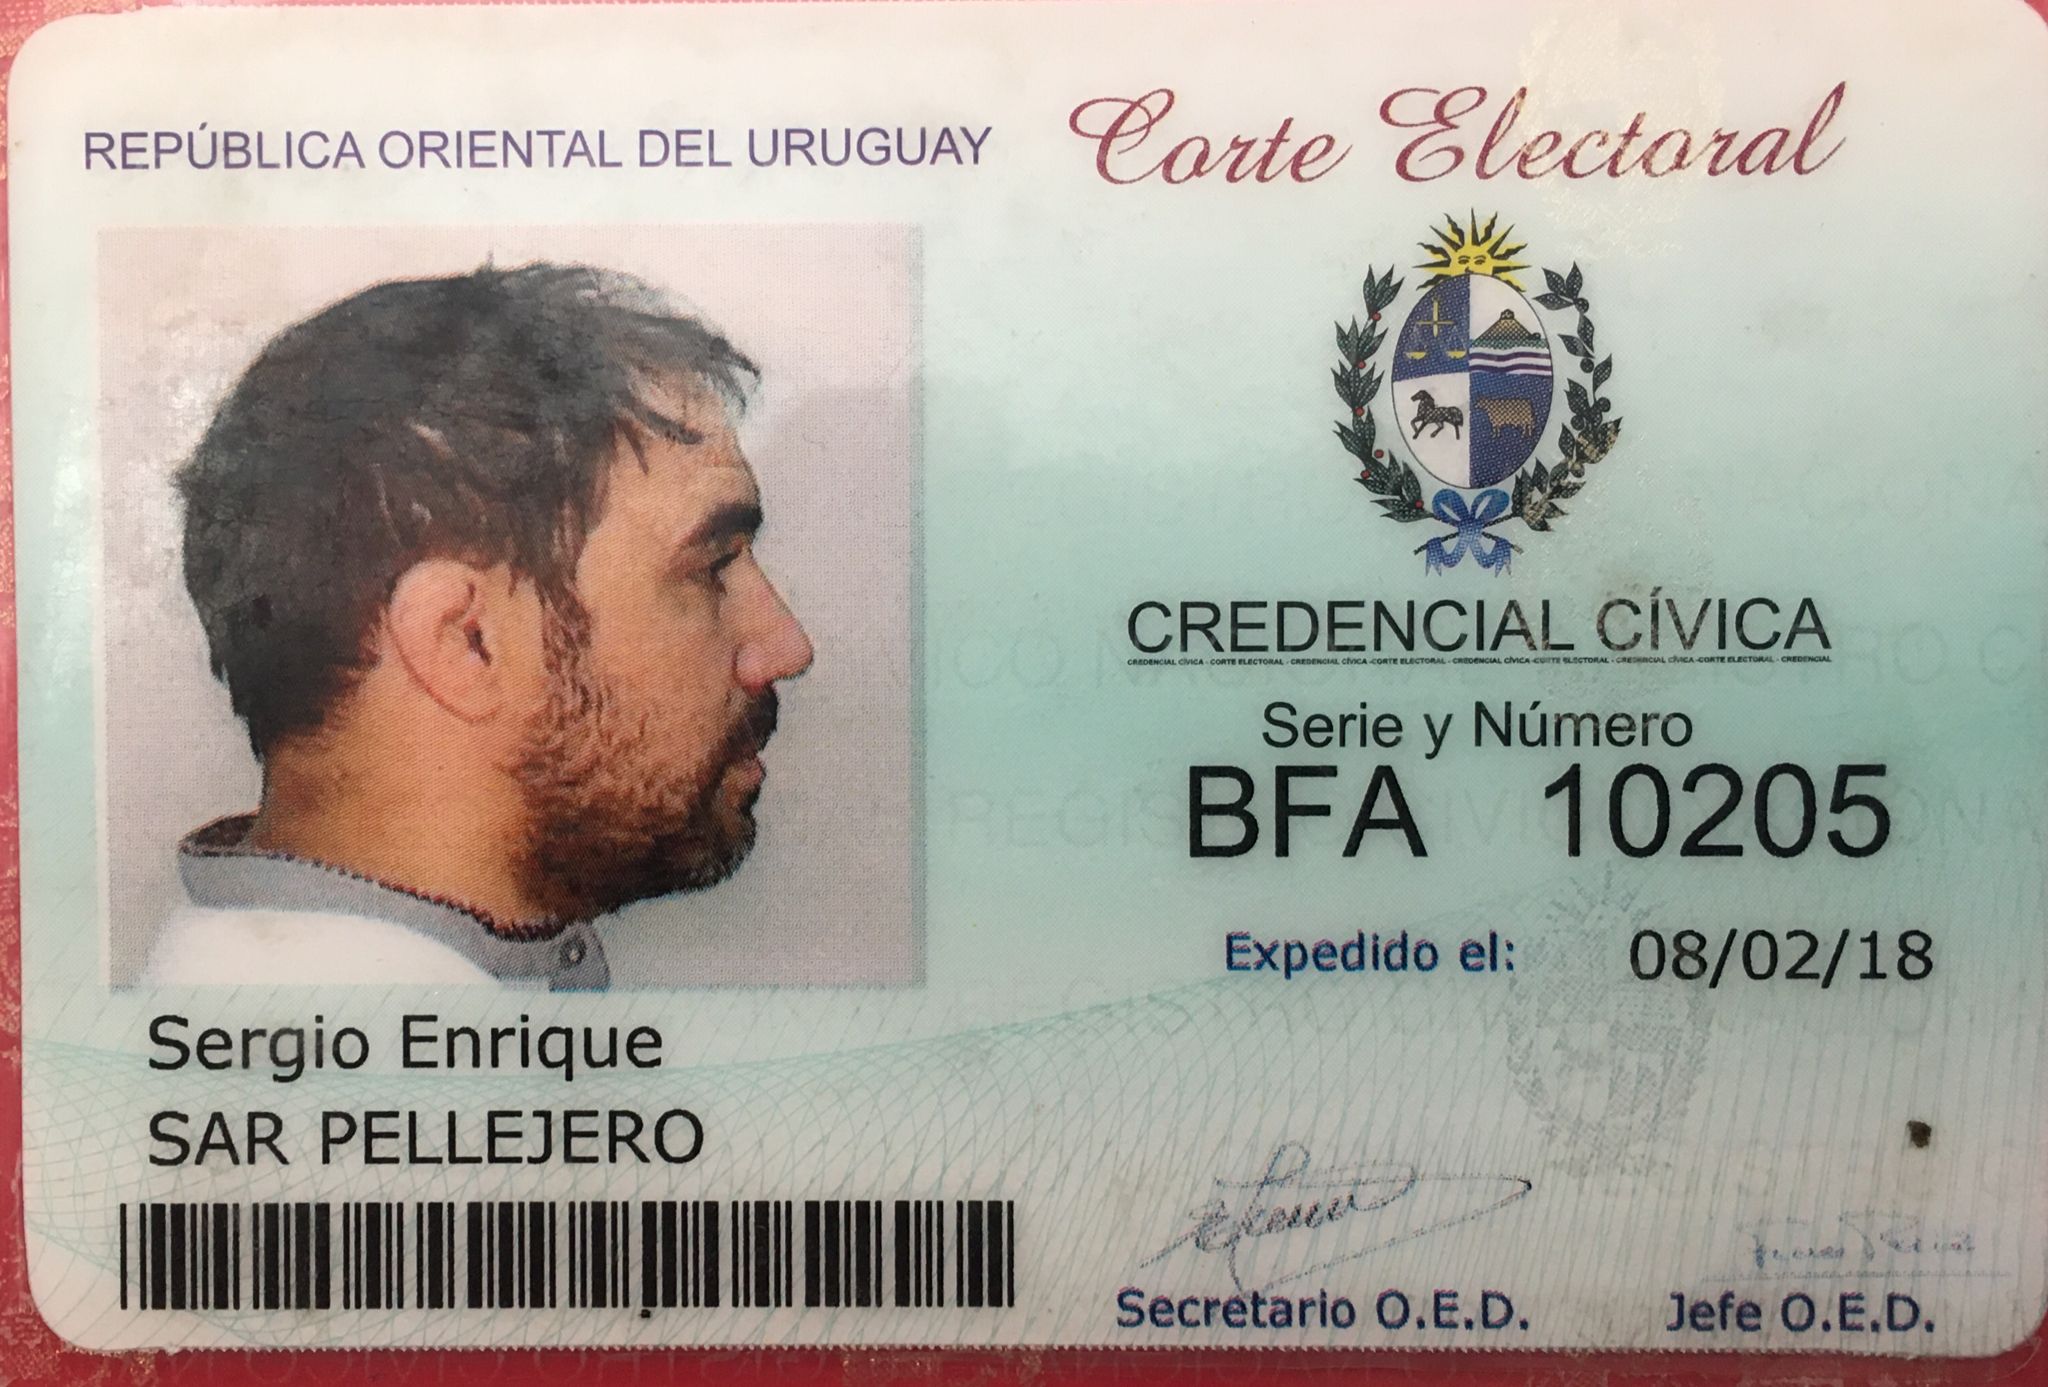 REPÚBLICA ORIENTAL DEL URUGUAY
Corte Electoral
CREDENCIAL CÍVICA
CREDENCIAL CÍVICA - CORTE ELECTORAL - CREDENCIAL CÍVICA -CORTE ELECTORAL - CREDENCIAL CÍVICA -CORTE ELECTORAL - CREDENCIAL CÍVICA -CORTE ELECTORAL - CREDENCIAL
Serie y Número
BFA 10205
Expedido el: 08/02/18
Sergio Enrique
SAR PELLEJERO
Secretario O.E.D.
Jefe O.E.D.